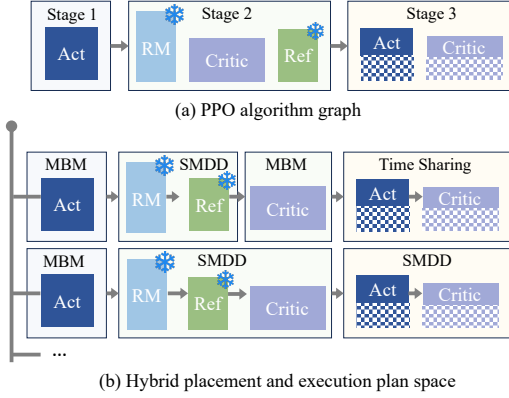 Stage 1
Stage 2
Stage 3
Act
RM
Critic
Ref
Act
Critic
(a) PPO algorithm graph
MBM
SMDD
MBM
Time Sharing
Act
RM
Ref
Critic
Act
Critic
MBM
SMDD
SMDD
Act
RM
Ref
Critic
Act
Critic
...
(b) Hybrid placement and execution plan space